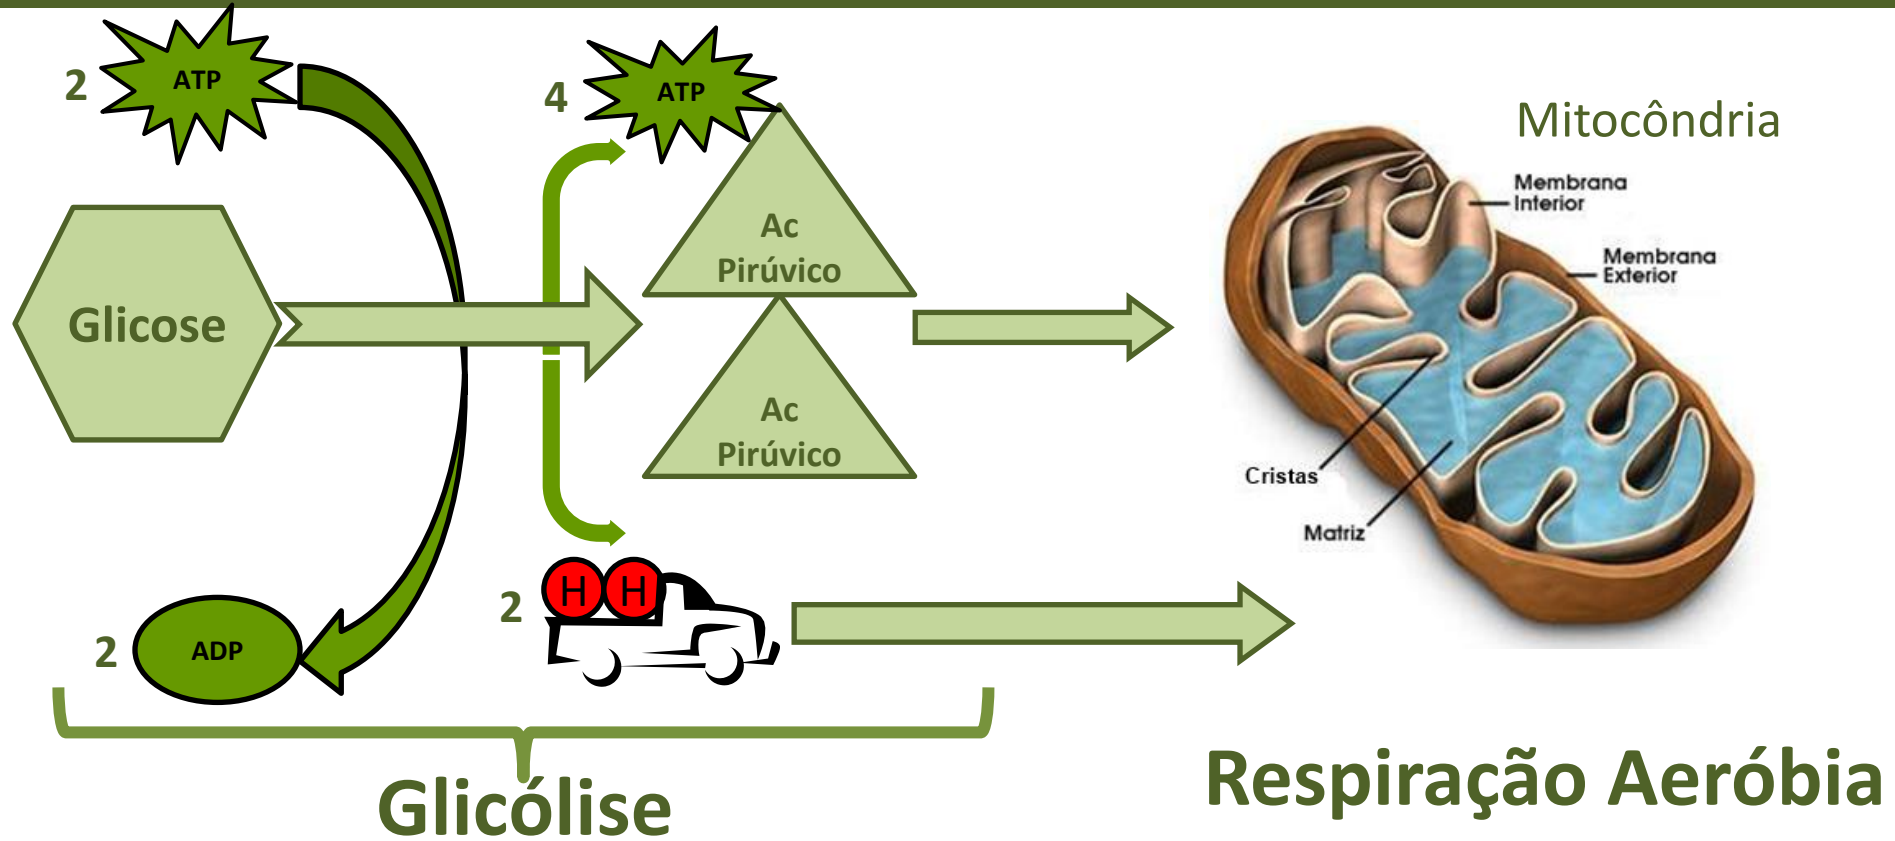 2
ATP
4
ATP
Mitocôndria
Membrana
Interior
Membrana
Exterior
Ac
Pirúvico
Glicose
Ac
Pirúvico
Cristas
Matriz
2
H H
2
ADP
Glicólise
Respiração Aeróbia